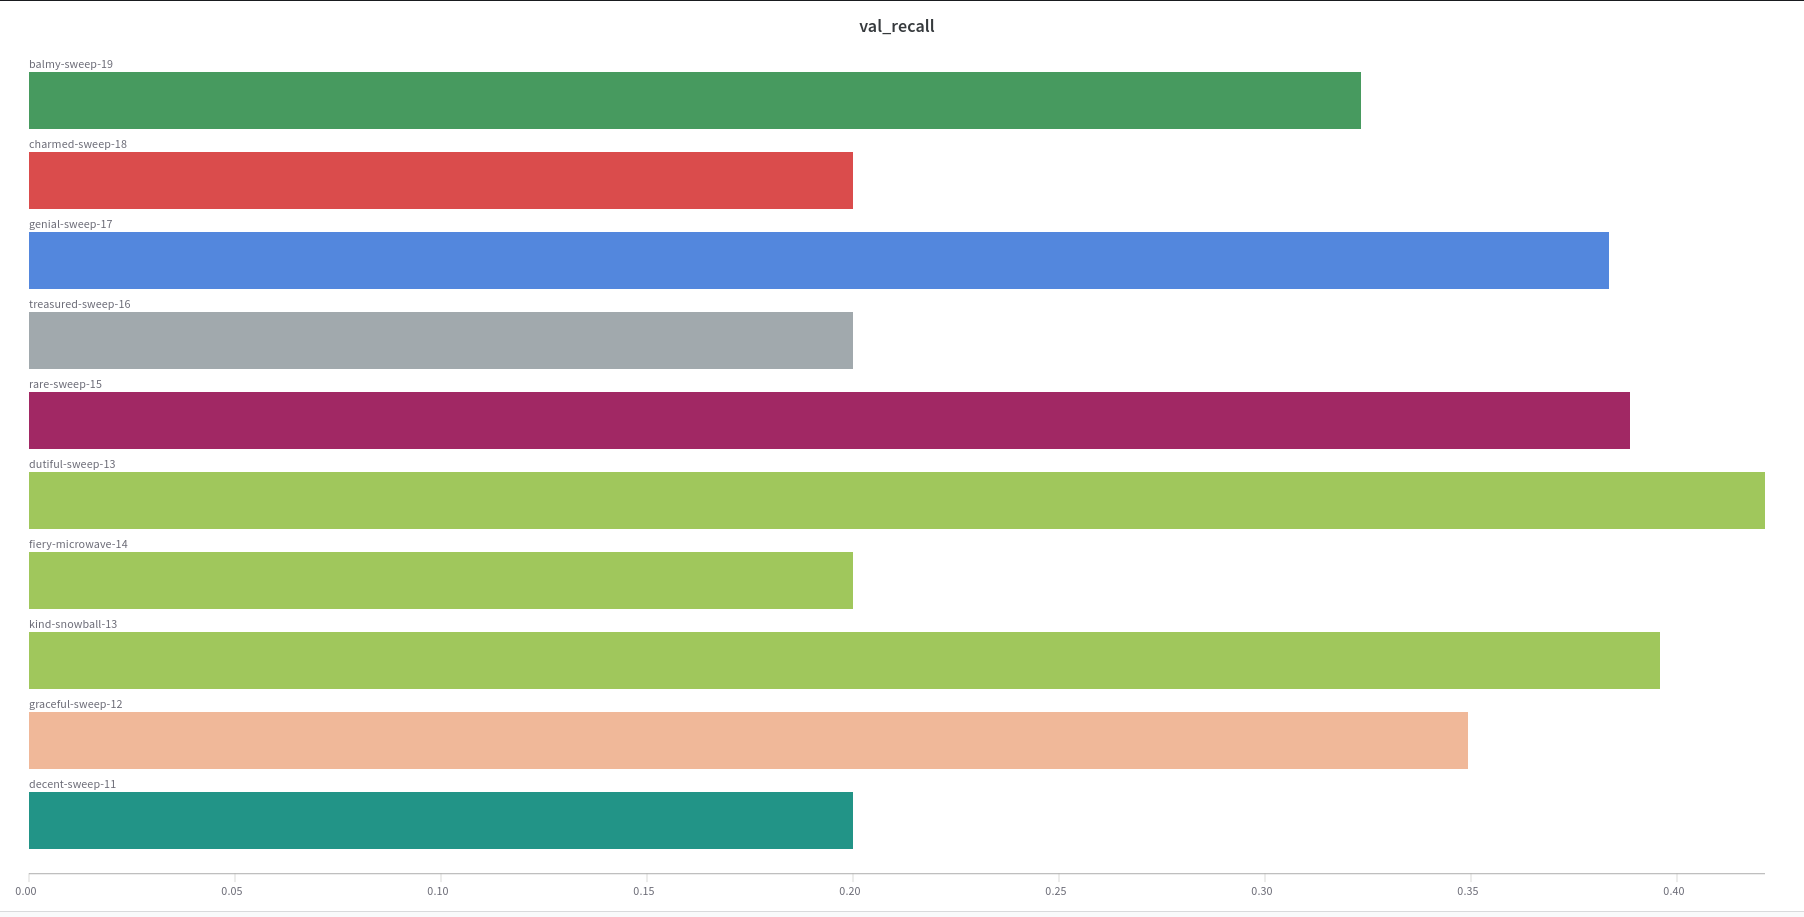 val_recall
balmy-sweep-19
charmed-sweep-18
genial-sweep-17
treasured-sweep-16
rare-sweep-15
dutiful-sweep-13
fiery-microwave-14
kind-snowball-13
graceful-sweep-12
decent-sweep-11
0.00 0.05 0.10 0.15 0.20 0.25 0.30 0.35 0.40